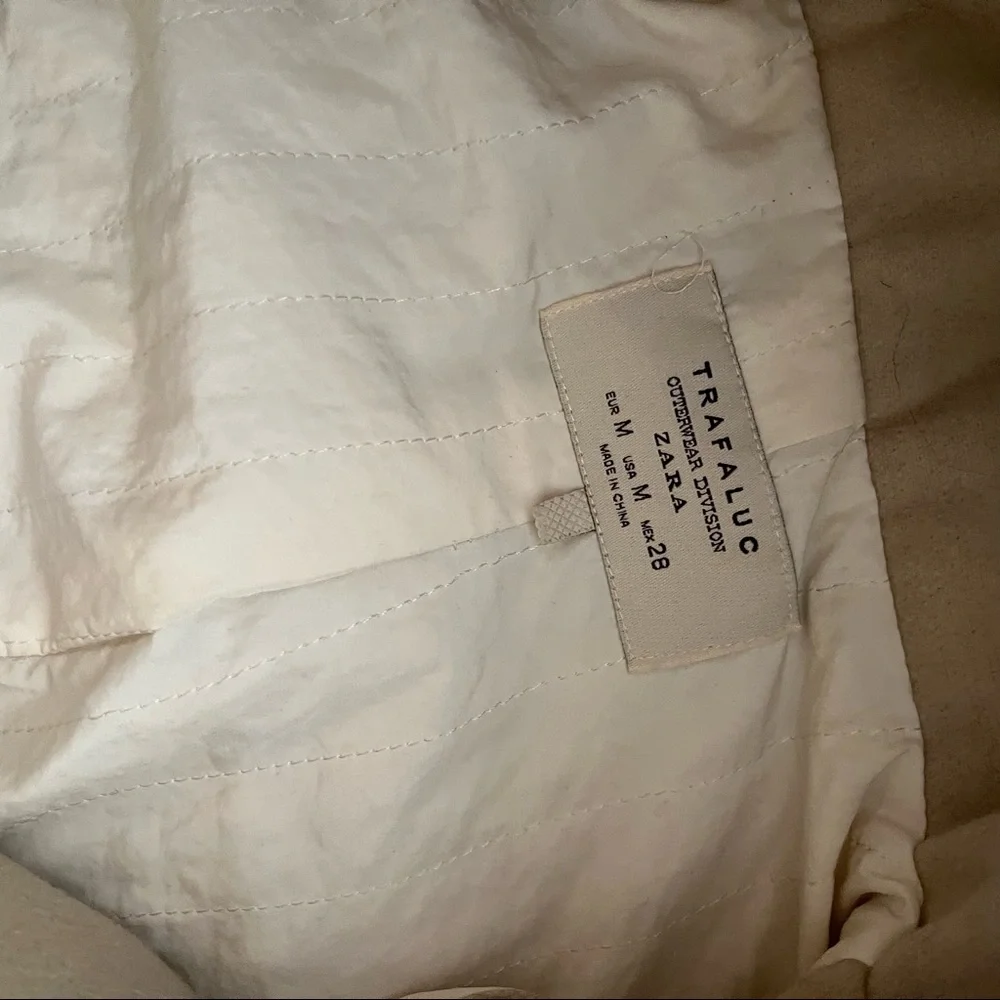 TRAFALUC
OUTERWEAR DIVISION
ZARA
EUR M USA M MEX 28
MADE IN CHINA